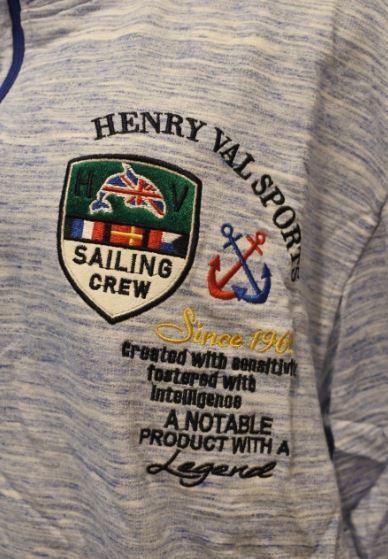 HENRY VAL SPORTS
H V
SAILING
CREW
Since
Created with
fostered with
Intelligence
A NOTABLE
PRODUCT WITH A
Legend